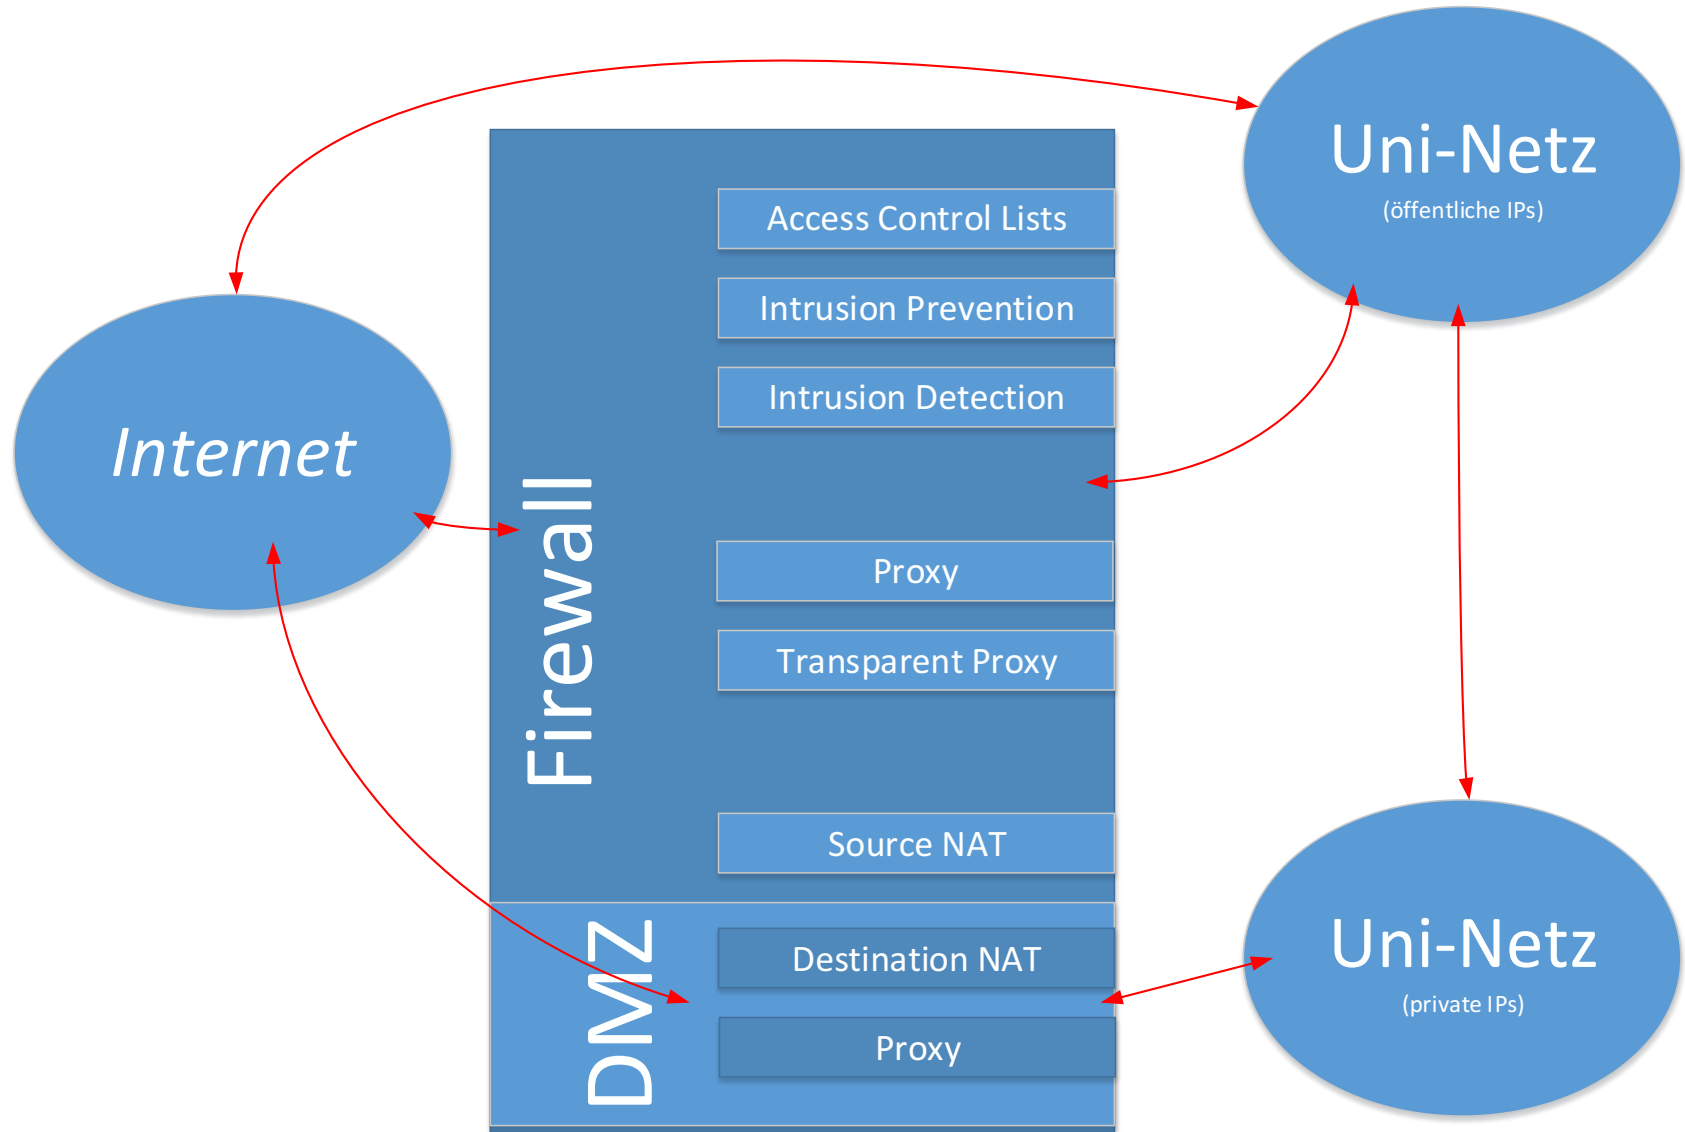 Uni-Netz
(öffentliche IPs)
Access Control Lists
Intrusion Prevention
Intrusion Detection
Internet
Firewall
Proxy
Transparent Proxy
Source NAT
DMZ
Destination NAT
Proxy
Uni-Netz
(private IPs)